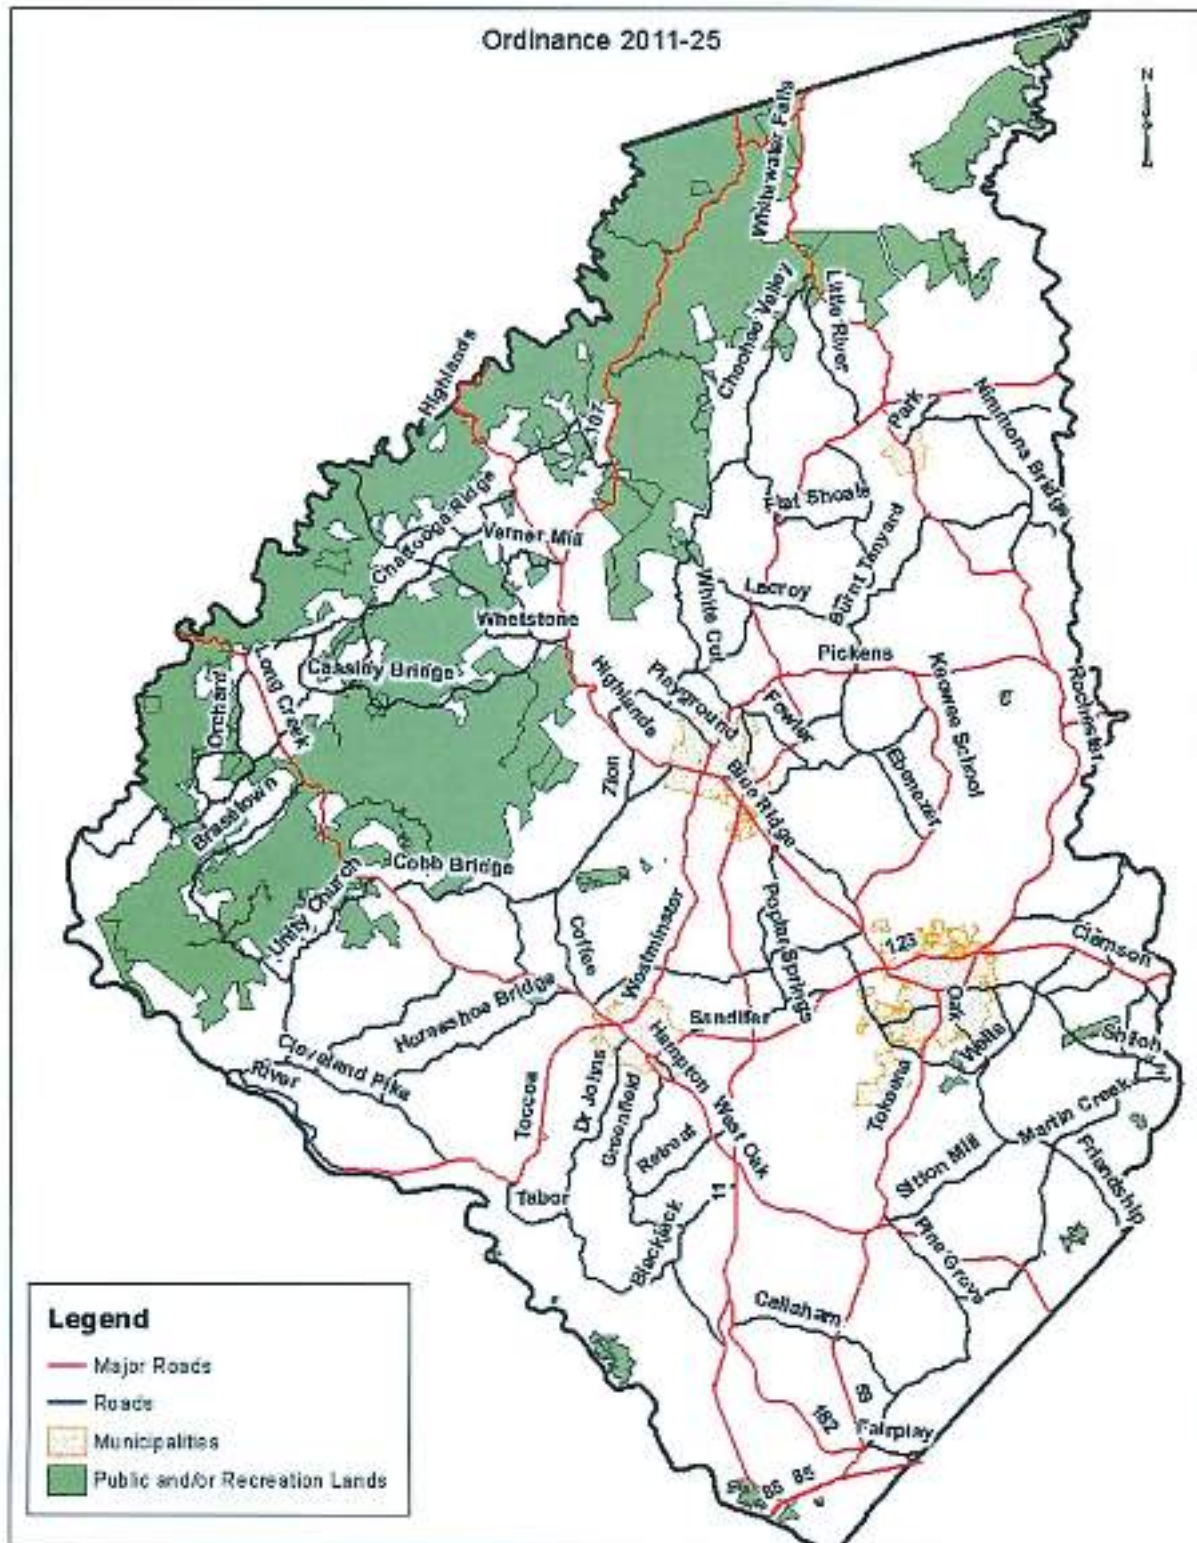 Ordinance 2011-25
N
Whitewater Falls
Cheohee Valley
Little River
Highlands
107
Park
Nimmons Bridge
Chattooga Ridge
Flat Shoals
Verner Mill
Burnt Tanyard
White Cut
Lacroy
Whetstone
Long Creek
Cassidy Bridge
Orchard
Highlands
Playground
Pickens
Keowee School
Rochester
Fowler
Zion
Blue Ridge
Ebenezer
Brasstown
Cobb Bridge
Unity Church
Coffee
Westminster
Poplar Springs
123
Clemson
Horseshoe Bridge
Sandifer
Oak
Wells
Shiloh
Cleveland Pike
River
Toccoa
Dr Johns
Hampton
Greenfield
Retreat
West Oak
Tokeena
Martin Creek
Sitton Mill
Friendship
11
Tabor
Blackjack
Pine Grove
Callaham
59
182
Fairplay
85
85
Legend
Major Roads
Roads
Municipalities
Public and/or Recreation Lands